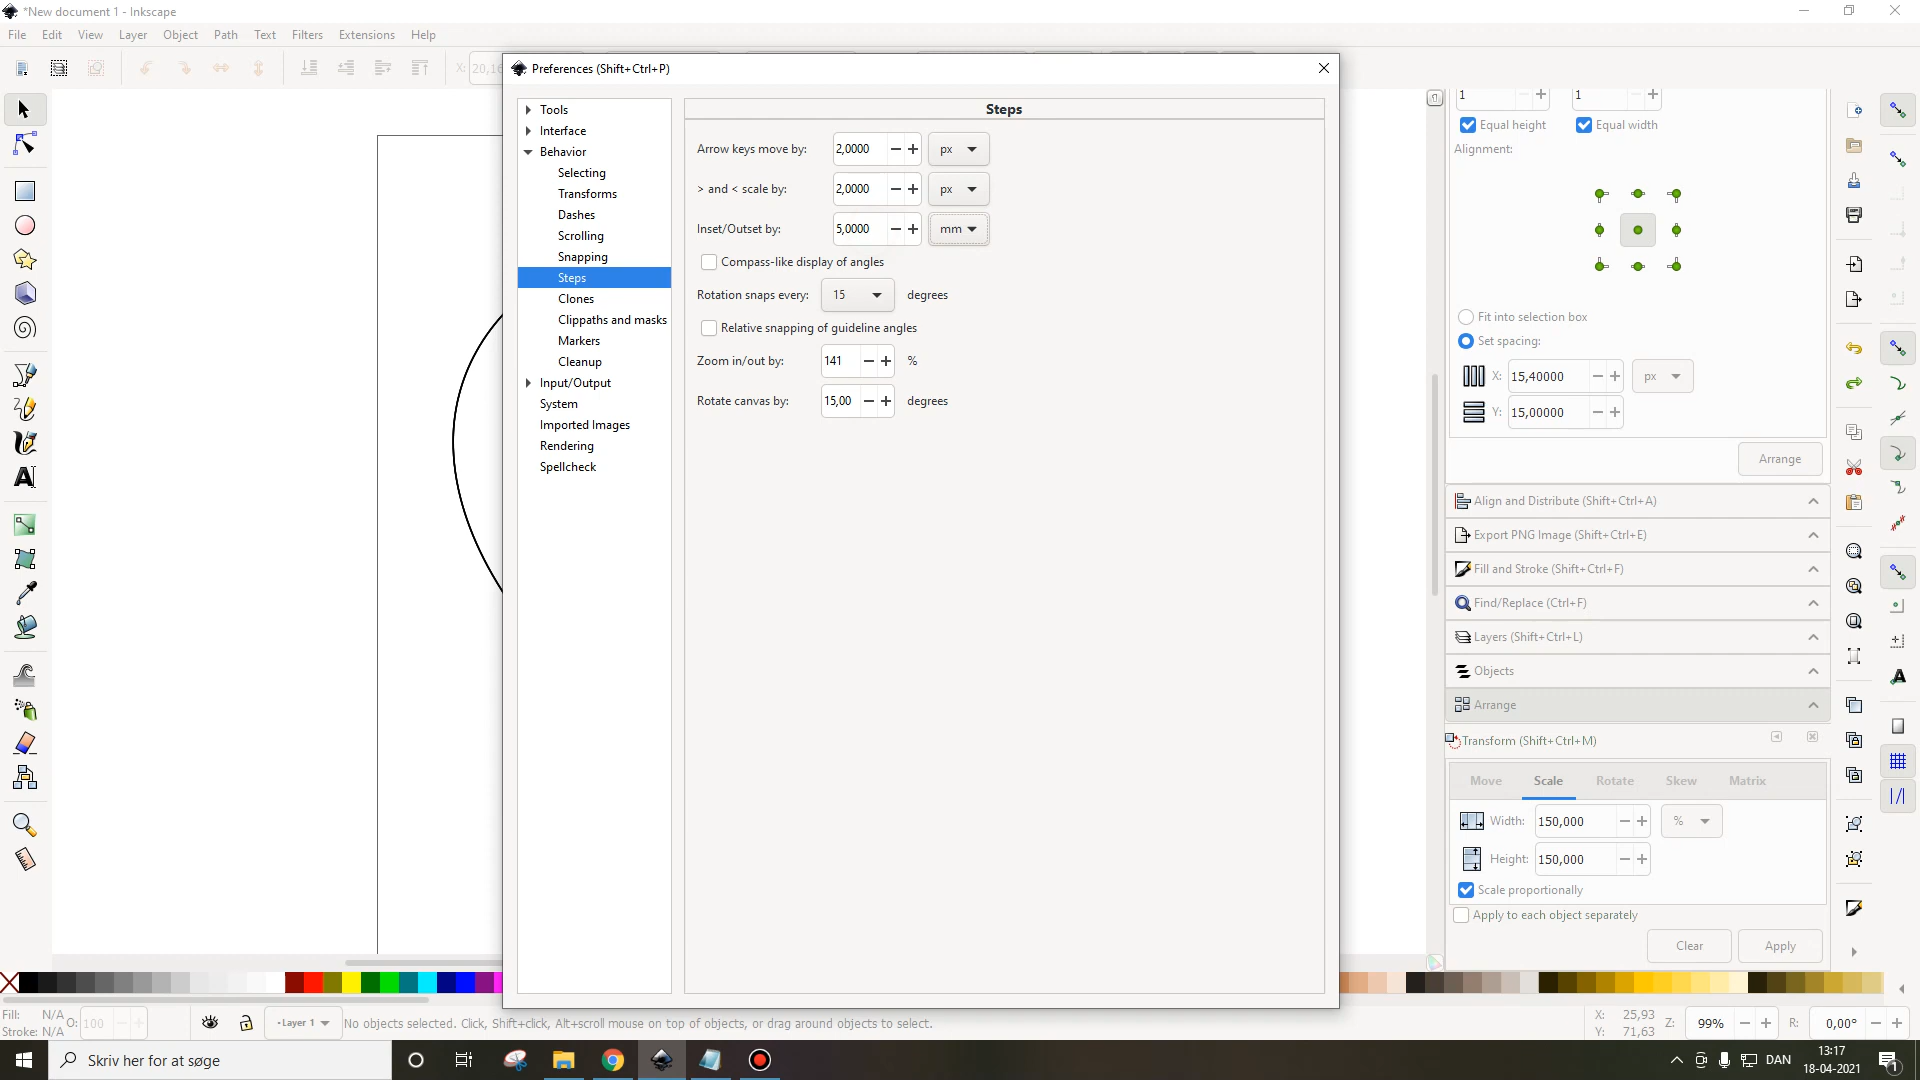 *New document 1 - Inkscape
File Edit View Layer Object Path Text Filters Extensions Help
X: 20,16
Preferences (Shift+Ctrl+P)
Tools
Interface
Behavior
Selecting
Transforms
Dashes
Scrolling
Snapping
Steps
Clones
Clippaths and masks
Markers
Cleanup
Input/Output
System
Imported Images
Rendering
Spellcheck
Steps
Arrow keys move by: 2,0000 px
> and < scale by: 2,0000 px
Inset/Outset by: 5,0000 mm
Compass-like display of angles
Rotation snaps every: 15 degrees
Relative snapping of guideline angles
Zoom in/out by: 141 %
Rotate canvas by: 15,00 degrees
1 1
Equal height Equal width
Alignment:
Fit into selection box
Set spacing:
X: 15,40000 px
Y: 15,00000
Arrange
Align and Distribute (Shift+Ctrl+A)
Export PNG Image (Shift+Ctrl+E)
Fill and Stroke (Shift+Ctrl+F)
Find/Replace (Ctrl+F)
Layers (Shift+Ctrl+L)
Objects
Arrange
Transform (Shift+Ctrl+M)
Move Scale Rotate Skew Matrix
Width: 150,000 %
Height: 150,000
Scale proportionally
Apply to each object separately
Clear Apply
Fill: N/A O: 100
Stroke: N/A
Layer 1
No objects selected. Click, Shift+click, Alt+scroll mouse on top of objects, or drag around objects to select.
X: 25,93
Y: 71,63
Z: 99% R: 0,00°
Skriv her for at søge
DAN
13:17
18-04-2021
1